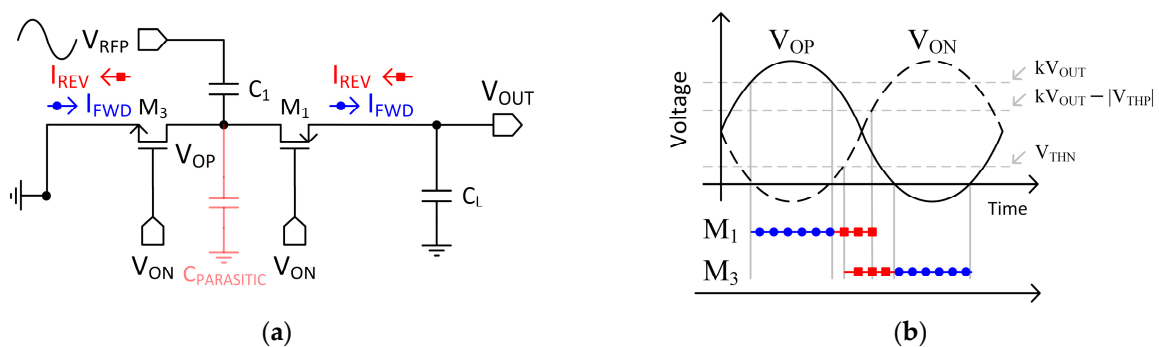 V_RFP
I_REV
I_FWD
M_3
C_1
I_REV
I_FWD
M_1
V_OUT
V_OP
C_L
V_ON
C_PARASITIC
V_ON
(a)
Voltage
V_OP
V_ON
kV_OUT
kV_OUT – |V_THP|
V_THN
Time
M_1
M_3
(b)